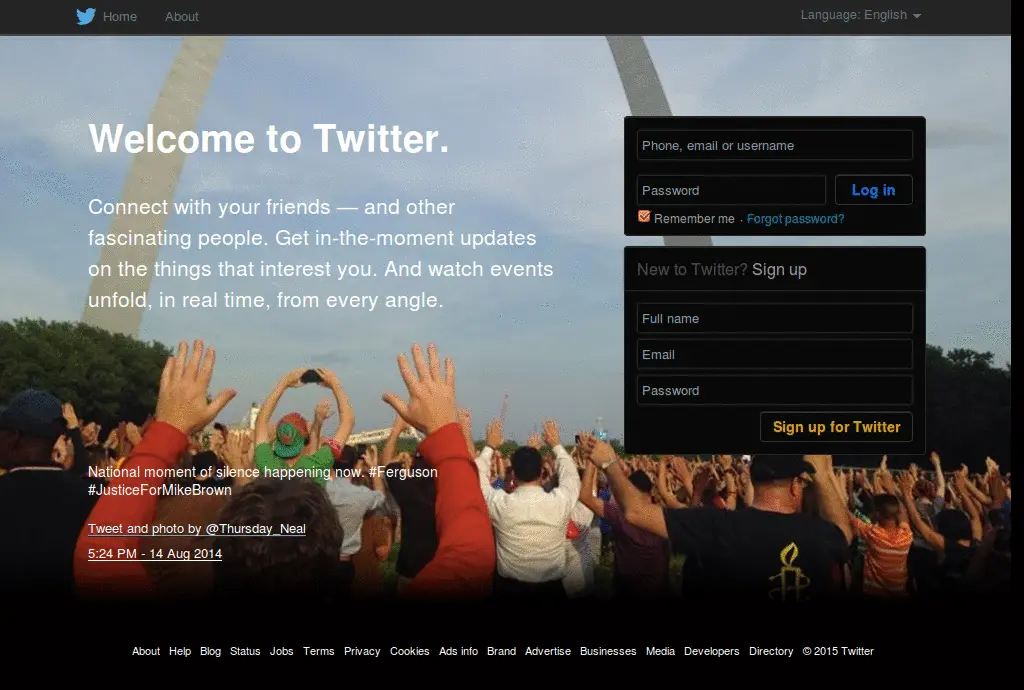 Home About Language: English
Welcome to Twitter.
Connect with your friends — and other
fascinating people. Get in-the-moment updates
on the things that interest you. And watch events
unfold, in real time, from every angle.
National moment of silence happening now. #Ferguson
#JusticeForMikeBrown
Tweet and photo by @Thursday_Neal
5:24 PM - 14 Aug 2014
Phone, email or username
Password Log in
Remember me · Forgot password?
New to Twitter? Sign up
Full name
Email
Password
Sign up for Twitter
About Help Blog Status Jobs Terms Privacy Cookies Ads info Brand Advertise Businesses Media Developers Directory © 2015 Twitter